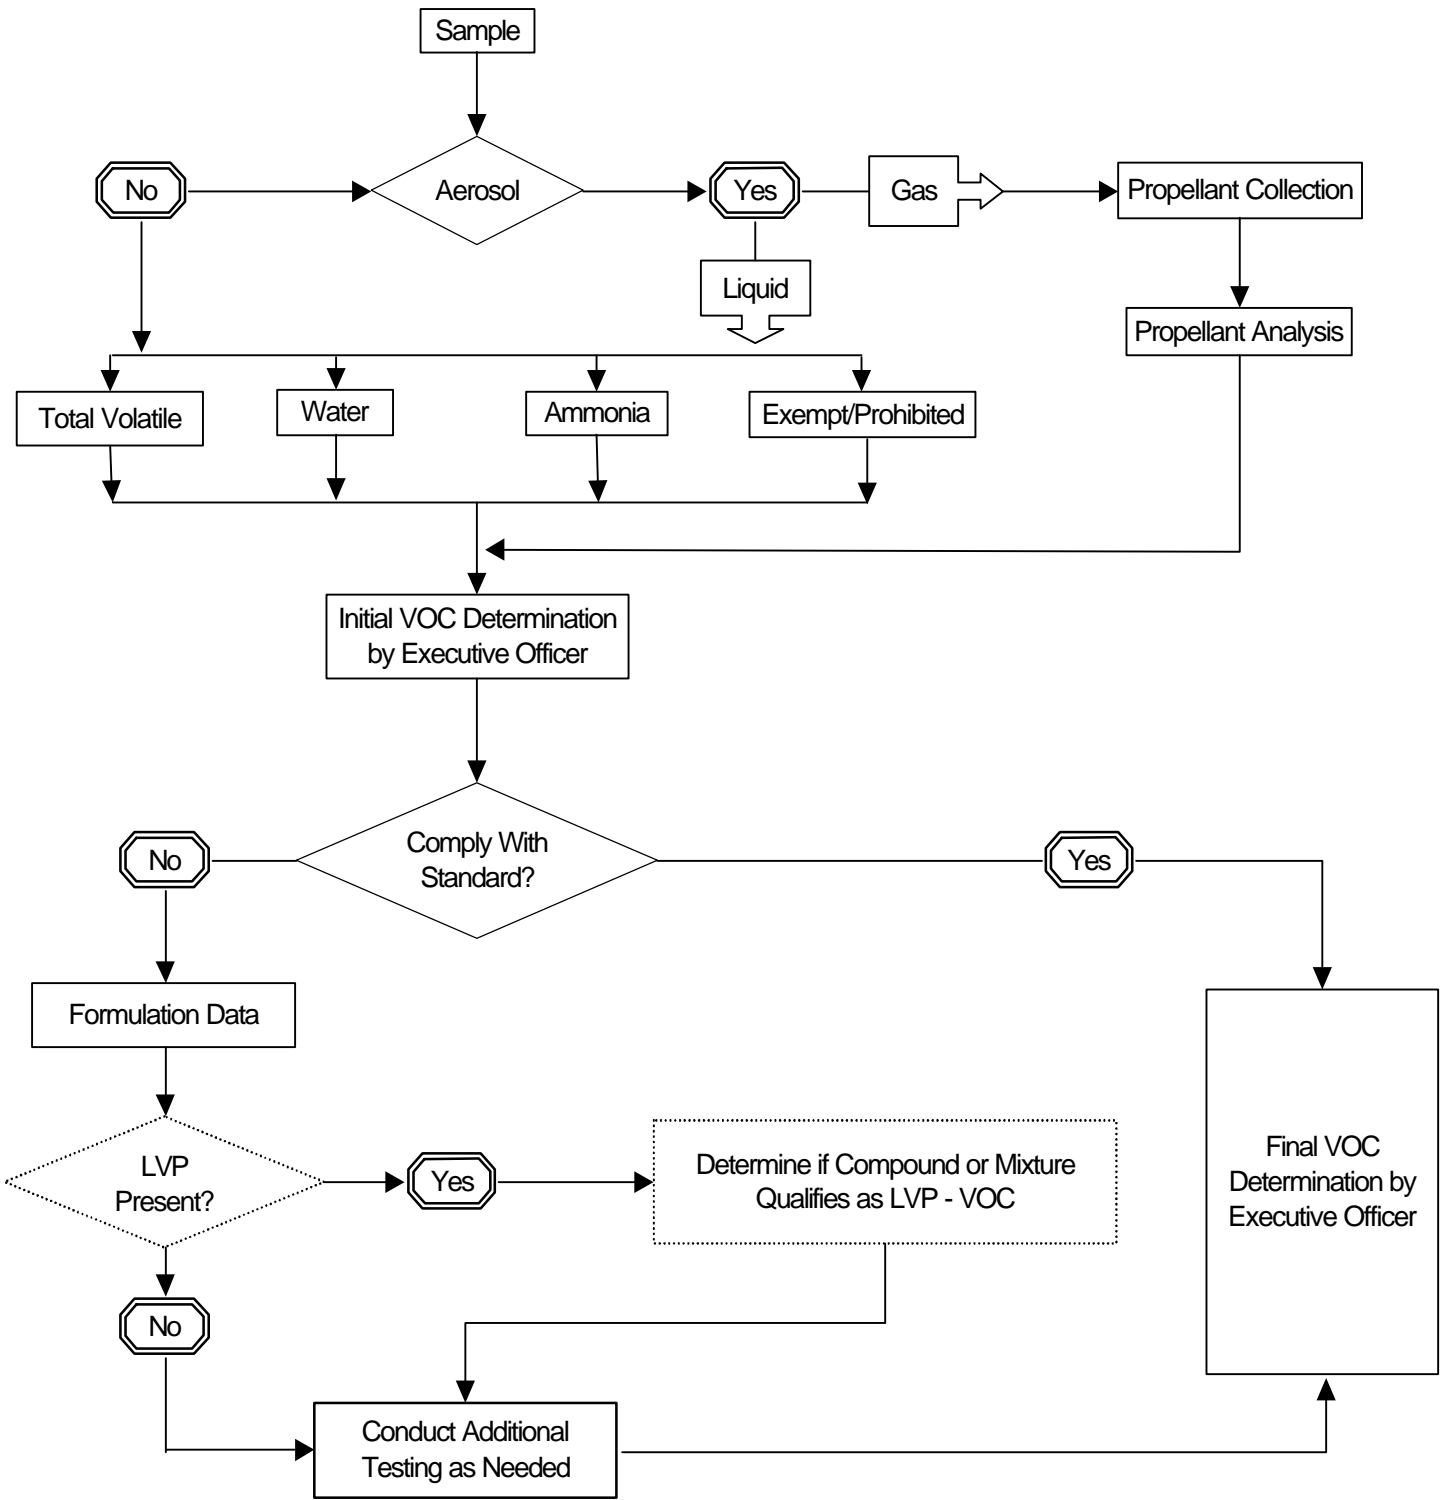 Sample
No
Aerosol
Yes
Gas
Propellant Collection
Liquid
Propellant Analysis
Total Volatile
Water
Ammonia
Exempt/Prohibited
Initial VOC Determination
by Executive Officer
No
Comply With
Standard?
Yes
Formulation Data
LVP
Present?
Yes
Determine if Compound or Mixture
Qualifies as LVP - VOC
Final VOC
Determination by
Executive Officer
No
Conduct Additional
Testing as Needed